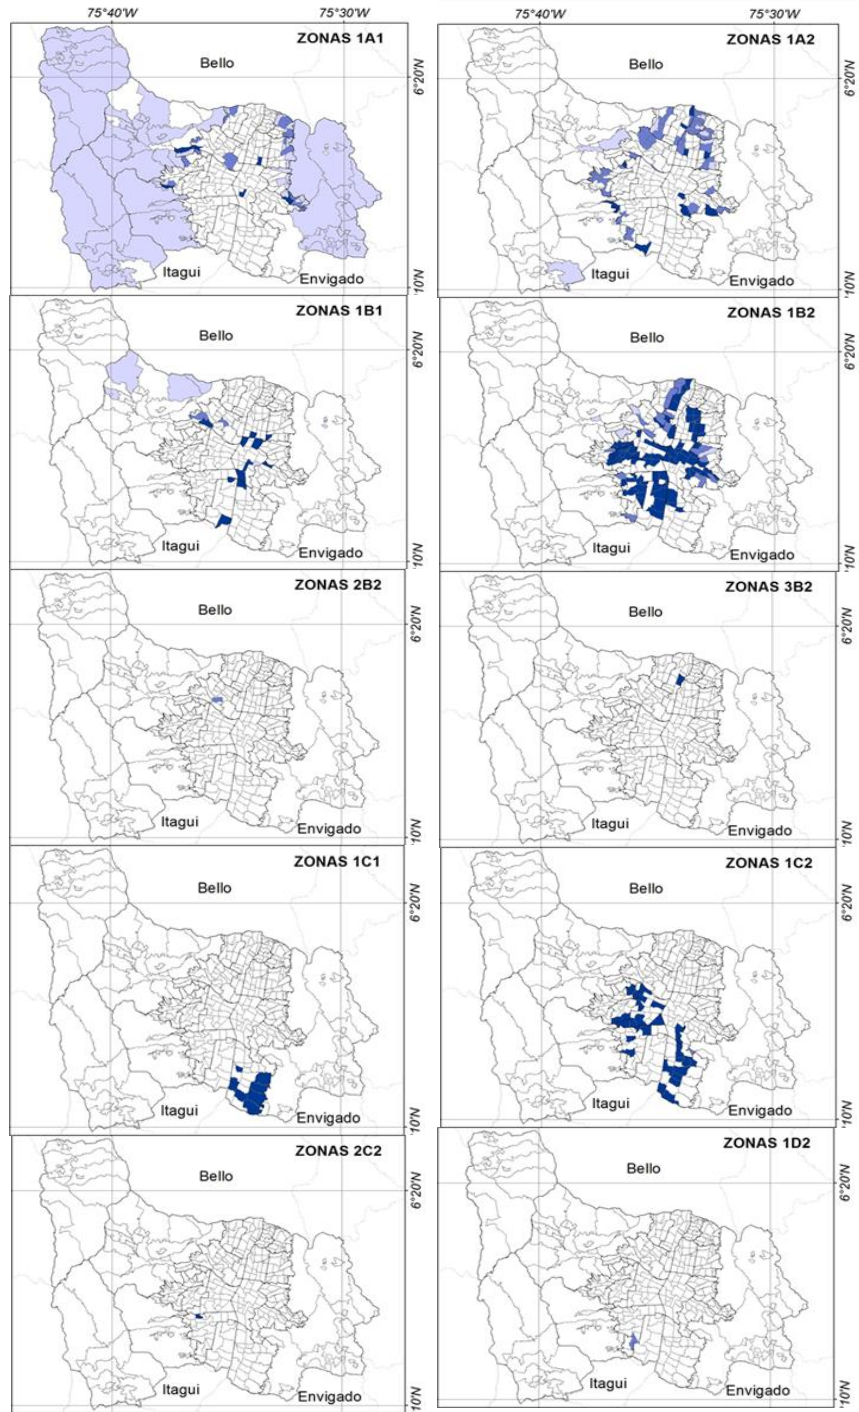 75°40'W 75°30'W 75°40'W 75°30'W
ZONAS 1A1
Bello
6°20'N
Itagui
Envigado
'10'N
ZONAS 1A2
Bello
6°20'N
Itagui
Envigado
'10'N
ZONAS 1B1
Bello
6°20'N
Itagui
Envigado
'10'N
ZONAS 1B2
Bello
6°20'N
Itagui
Envigado
'10'N
ZONAS 2B2
Bello
6°20'N
Itagui
Envigado
'10'N
ZONAS 3B2
Bello
6°20'N
Itagui
Envigado
'10'N
ZONAS 1C1
Bello
6°20'N
Itagui
Envigado
'10'N
ZONAS 1C2
Bello
6°20'N
Itagui
Envigado
'10'N
ZONAS 2C2
Bello
6°20'N
Itagui
Envigado
'10'N
ZONAS 1D2
Bello
6°20'N
Itagui
Envigado
'10'N